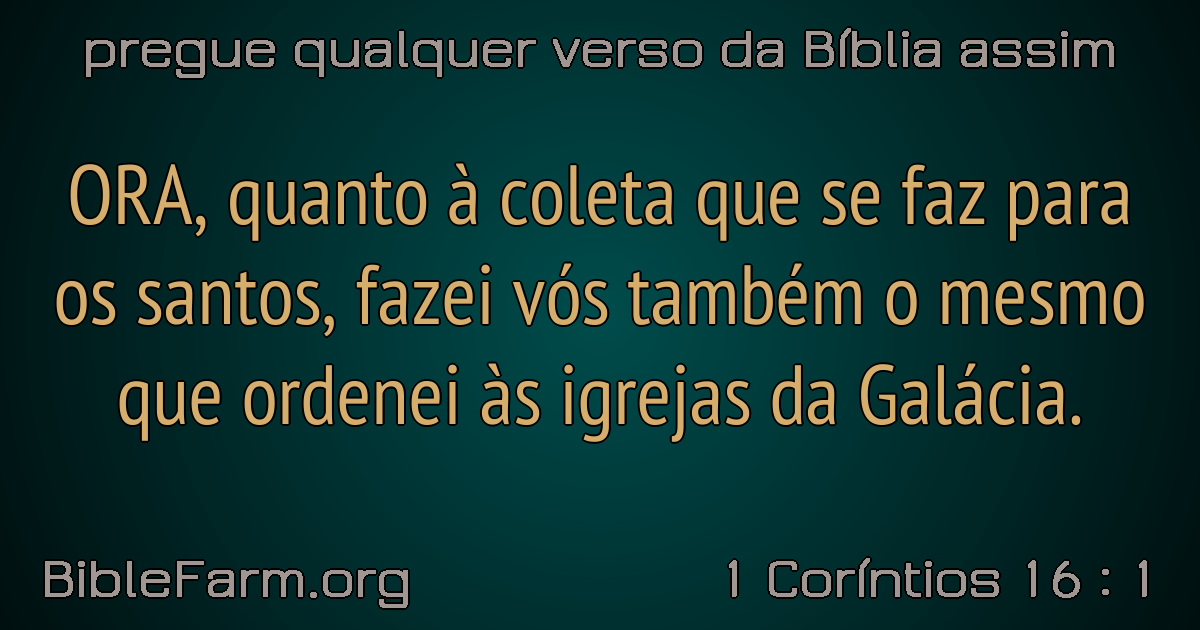 pregue qualquer verso da Bíblia assim
ORA, quanto à coleta que se faz para
os santos, fazei vós também o mesmo
que ordenei às igrejas da Galácia.
BibleFarm.org
1 Coríntios 16 : 1